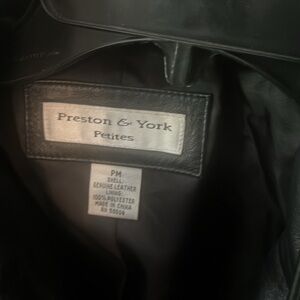 Preston & York
Petites
PM
SHELL:
GENUINE LEATHER
LINING:
100% POLYESTER
MADE IN CHINA